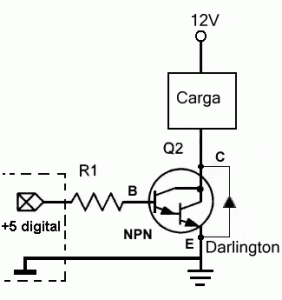 12V
Carga
Q2
C
R1
B
+5 digital
NPN
E
Darlington